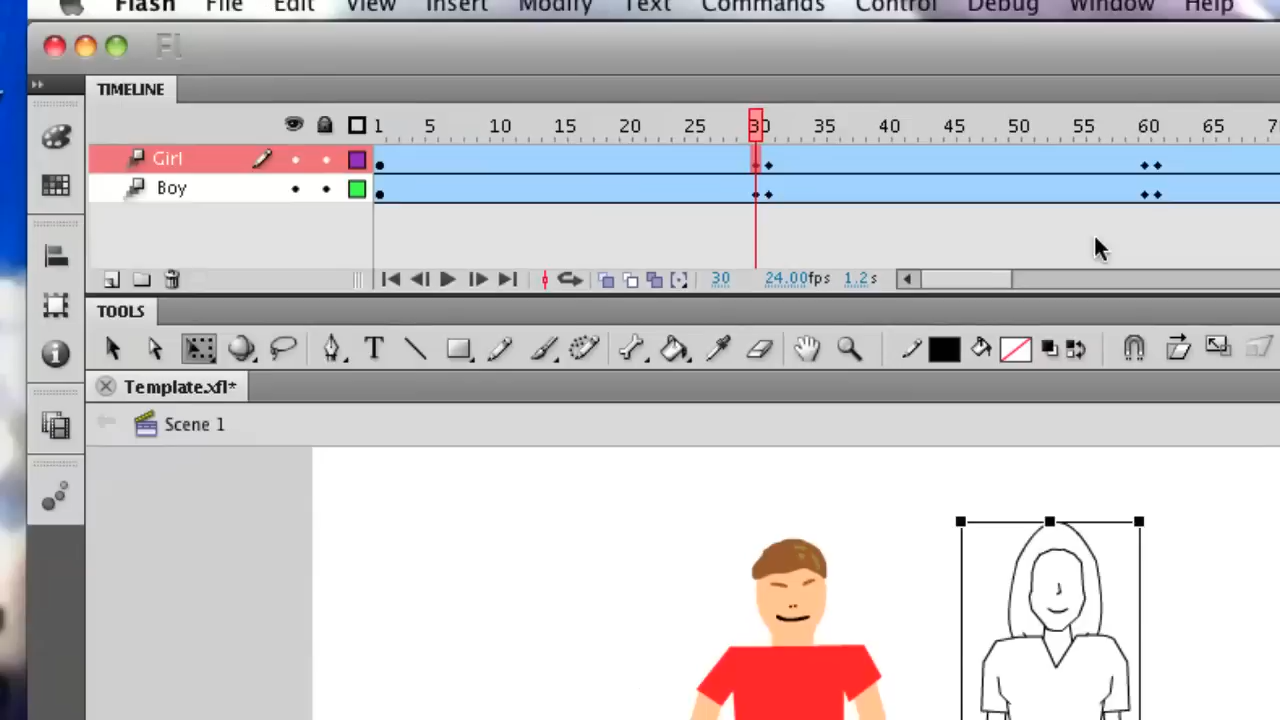 Flash File Edit View Insert Modify Text Commands Control Debug Window Help
Fl
TIMELINE
1 5 10 15 20 25 30 35 40 45 50 55 60 65 7
Girl
Boy
30 24.00fps 1.2s
TOOLS
T
Template.xfl*
Scene 1